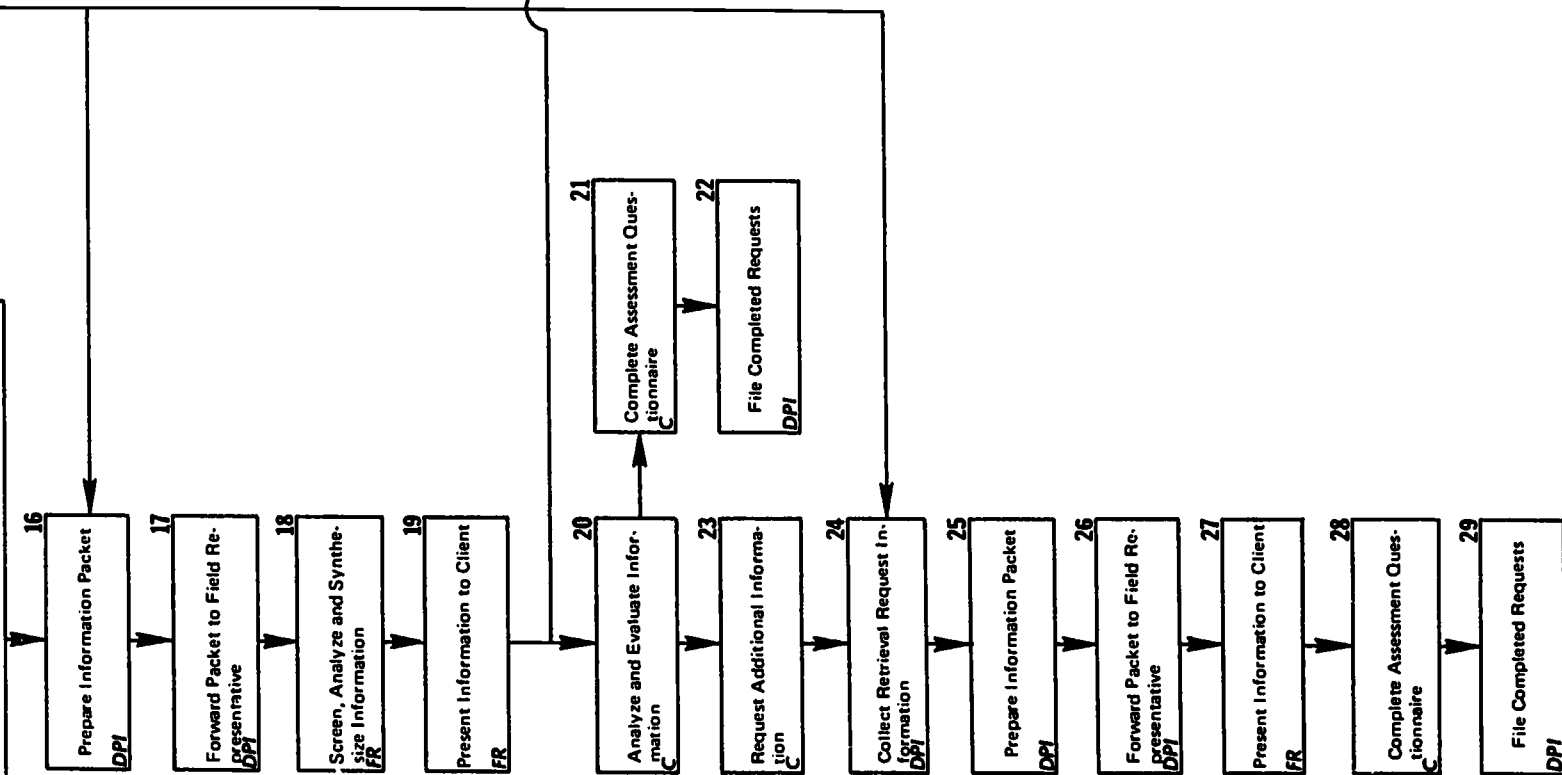 16
Prepare Information Packet
DPI
17
Forward Packet to Field Re-
presentative
DPI
18
Screen, Analyze and Synthe-
size Information
FR
19
Present Information to Client
FR
20
Analyze and Evaluate Infor-
mation
C
21
Complete Assessment Ques-
tionnaire
C
22
File Completed Requests
DPI
23
Request Additional Informa-
tion
C
24
Collect Retrieval Request In-
formation
DPI
25
Prepare Information Packet
DPI
26
Forward Packet to Field Re-
presentative
DPI
27
Present Information to Client
FR
28
Complete Assessment Ques-
tionnaire
C
29
File Completed Requests
DPI